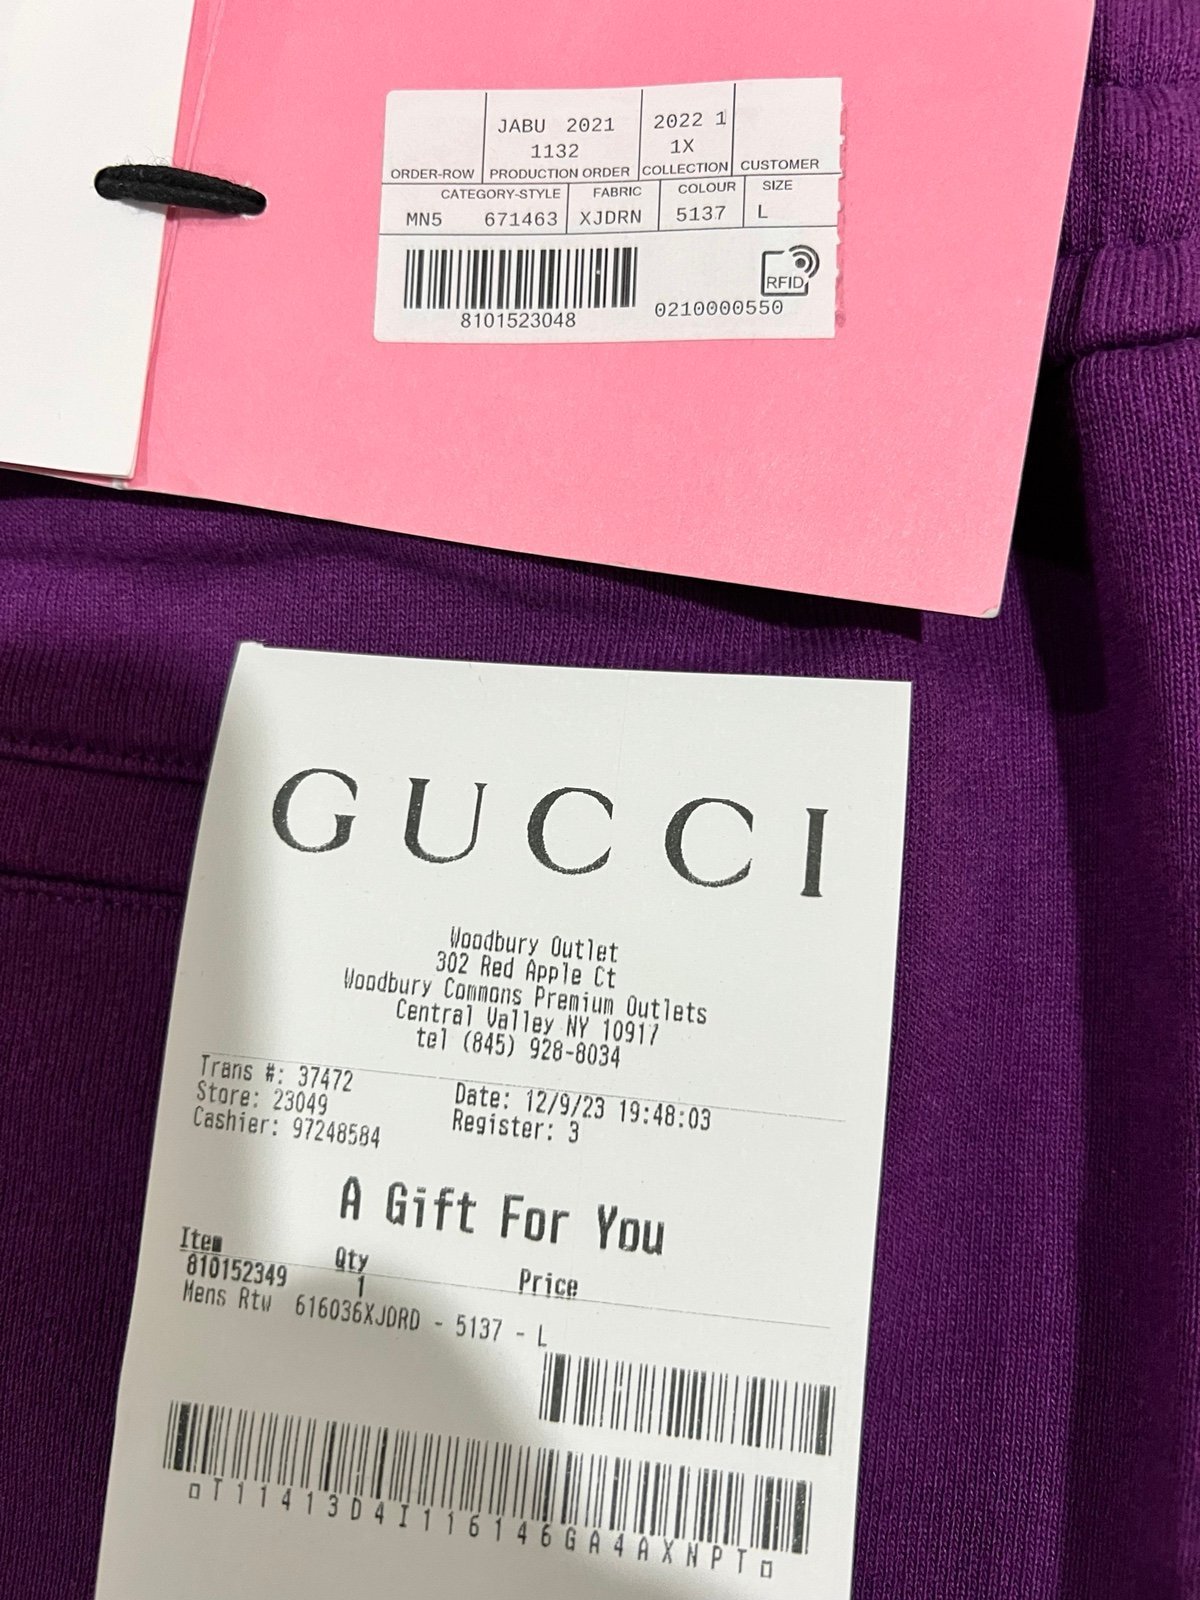 JABU 2021
1132
2022 1
1X
ORDER-ROW PRODUCTION ORDER COLLECTION CUSTOMER
CATEGORY-STYLE FABRIC COLOUR SIZE
MN5 671463 XJDRN 5137 L
RFID
8101523048 0210000550
GUCCI
Woodbury Outlet
302 Red Apple Ct
Woodbury Commons Premium Outlets
Central Valley NY 10917
tel (845) 928-8034
Trans #: 37472 Date: 12/9/23 19:48:03
Store: 23049 Register: 3
Cashier: 97248584
A Gift For You
Item Qty Price
810152349 1
Mens Rtw 616036XJDRD - 5137 - L
T11413D4I116146GA4AXNPT